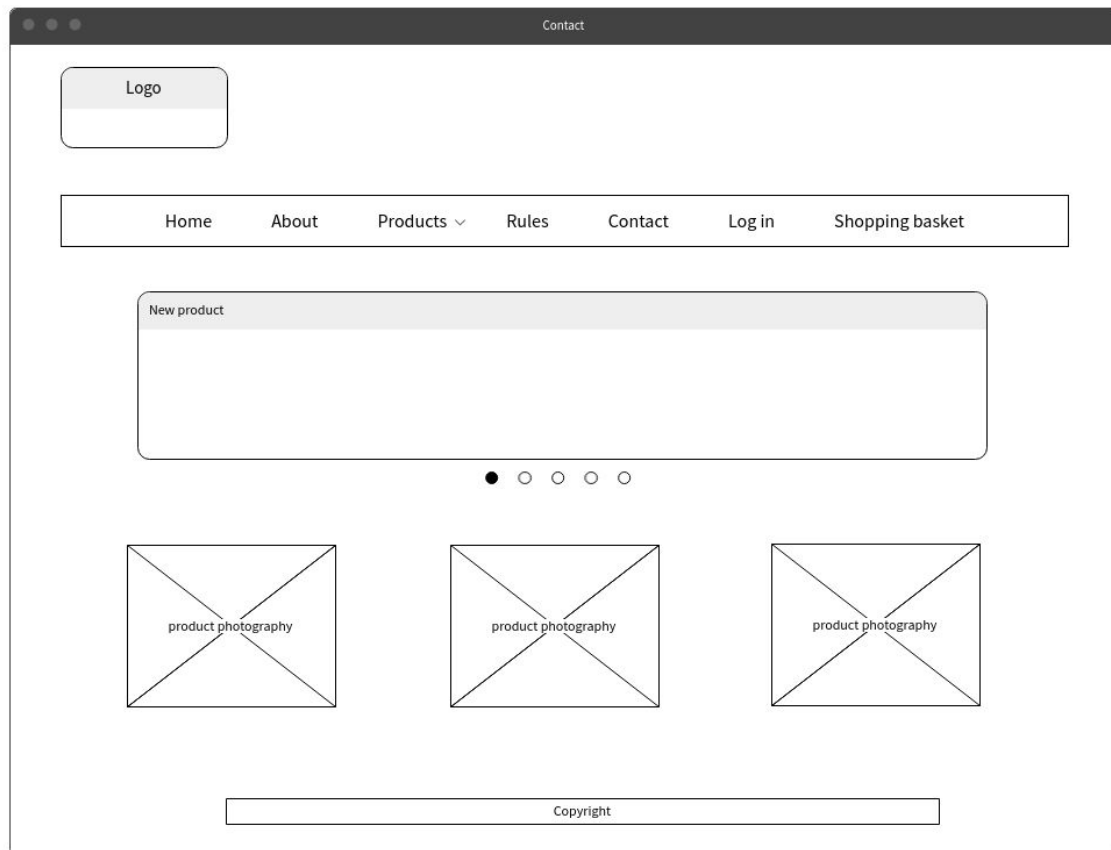 Contact
Logo
Home About Products Rules Contact Log in Shopping basket
New product
product photography product photography product photography
Copyright